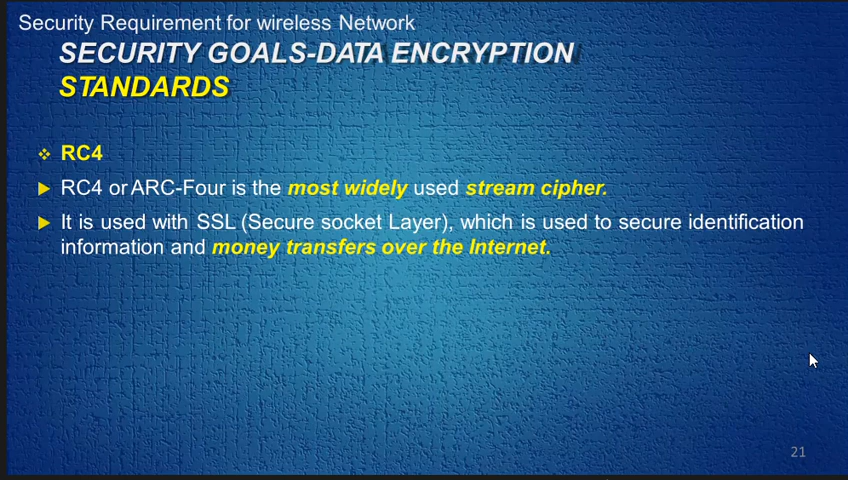 Security Requirement for wireless Network
SECURITY GOALS-DATA ENCRYPTION
STANDARDS
RC4
RC4 or ARC-Four is the most widely used stream cipher.
It is used with SSL (Secure socket Layer), which is used to secure identification
information and money transfers over the Internet.
21